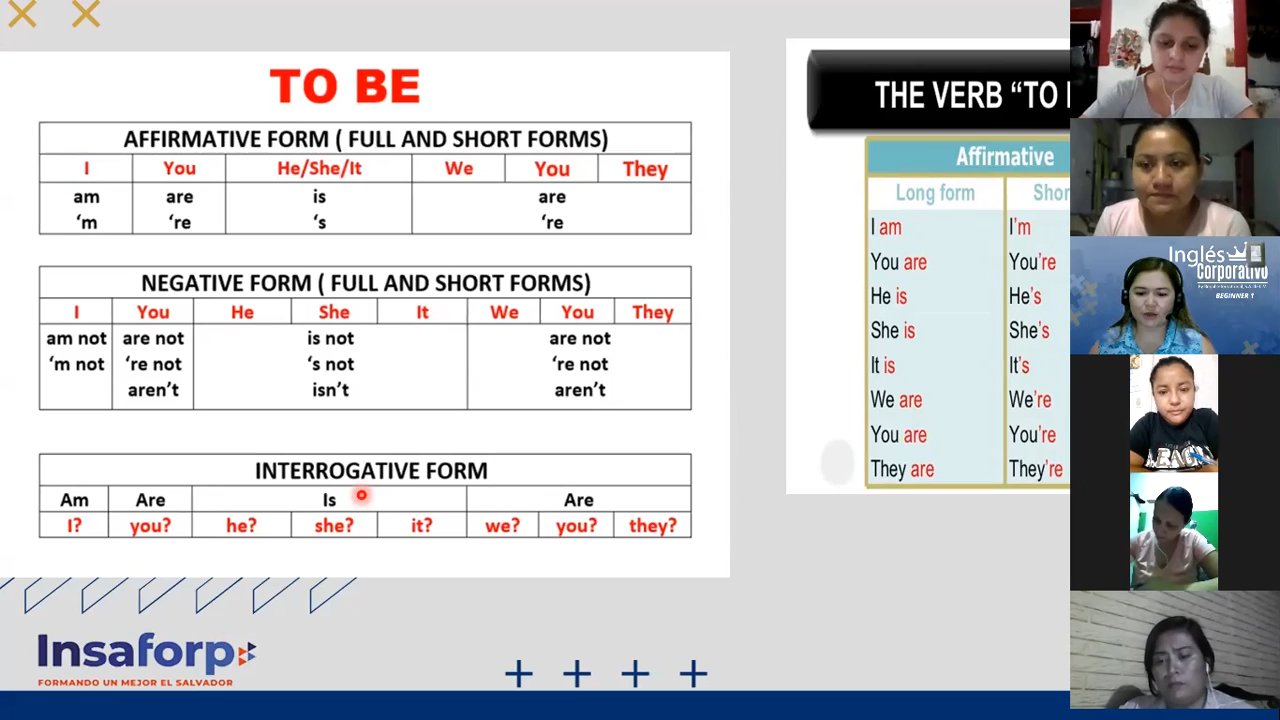 TO BE
AFFIRMATIVE FORM ( FULL AND SHORT FORMS)
I You He/She/It We You They
am are is are
‘m ‘re ‘s ‘re
NEGATIVE FORM ( FULL AND SHORT FORMS)
I You He She It We You They
am not are not is not are not
‘m not ‘re not ‘s not ‘re not
aren’t isn’t aren’t
INTERROGATIVE FORM
Am Are Is Are
I? you? he? she? it? we? you? they?
Insaforp
FORMANDO UN MEJOR EL SALVADOR
THE VERB “TO
Affirmative
Long form Shor
I am I’m
You are You’re
He is He’s
She is She’s
It is It’s
We are We’re
You are You’re
They are They’re
Inglés
Corporativo
BEGINNER 1